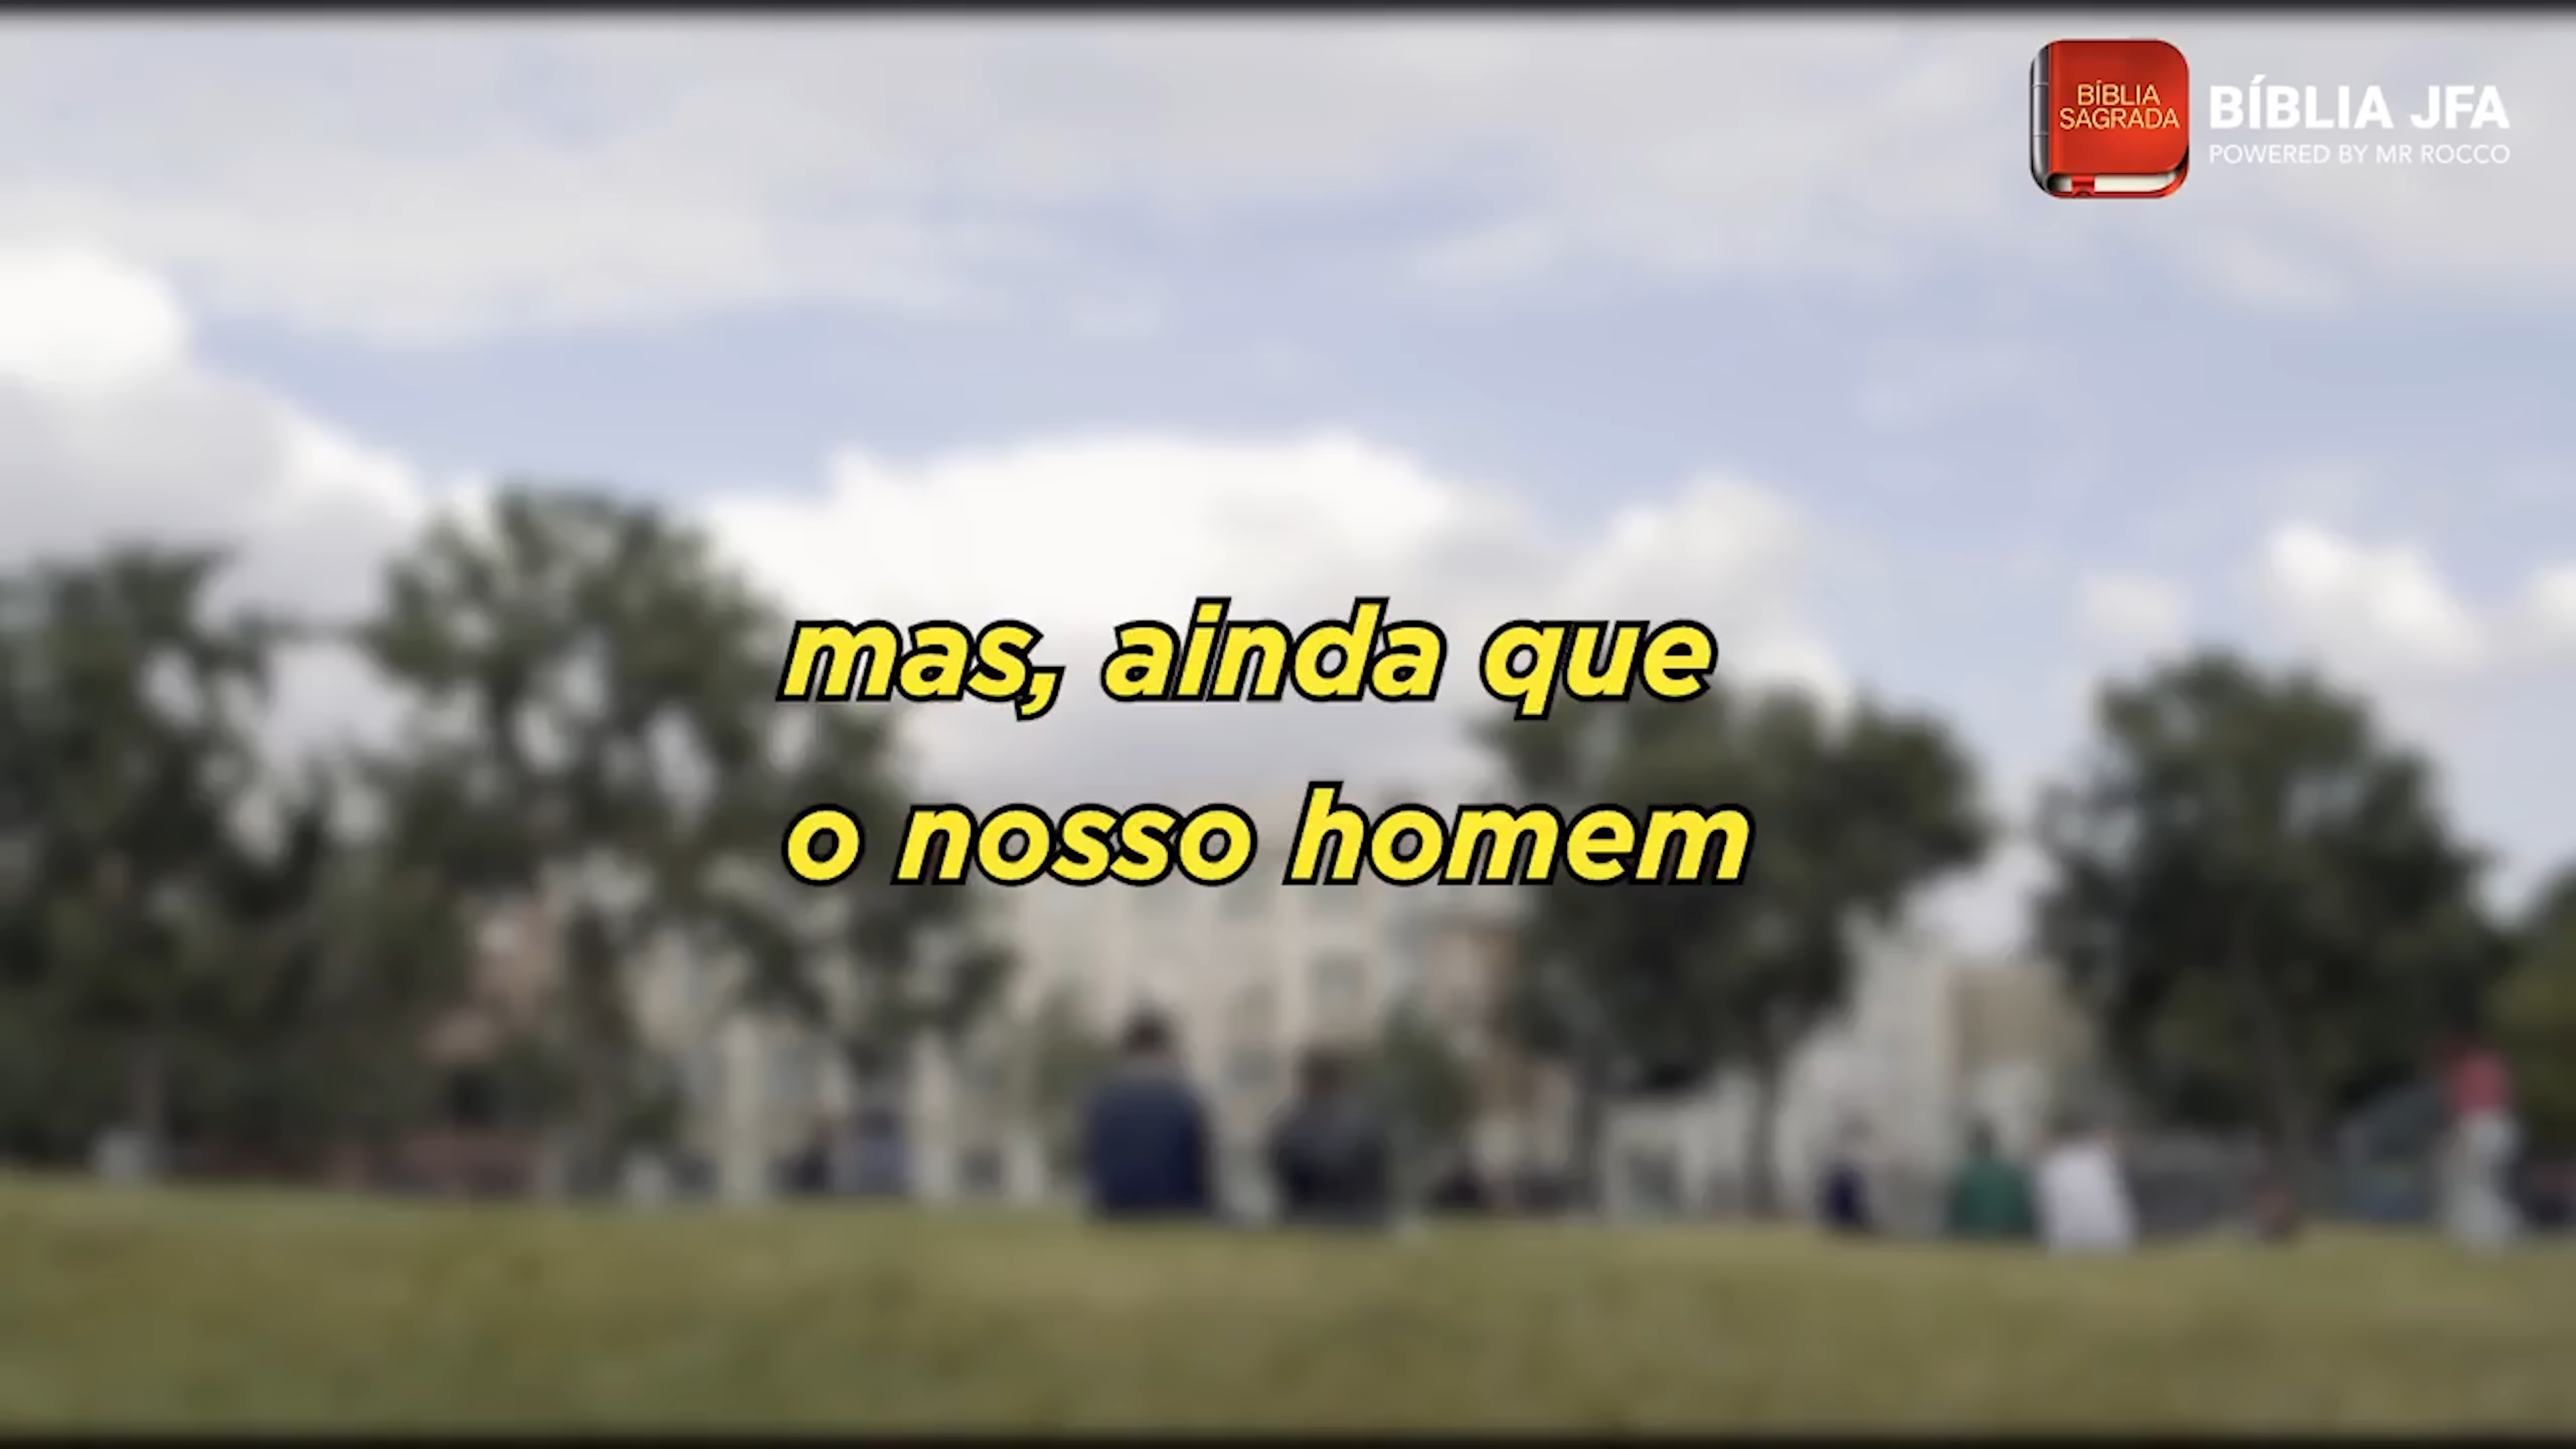 BÍBLIA
SAGRADA
BÍBLIA JFA
POWERED BY MR ROCCO
mas, ainda que
o nosso homem